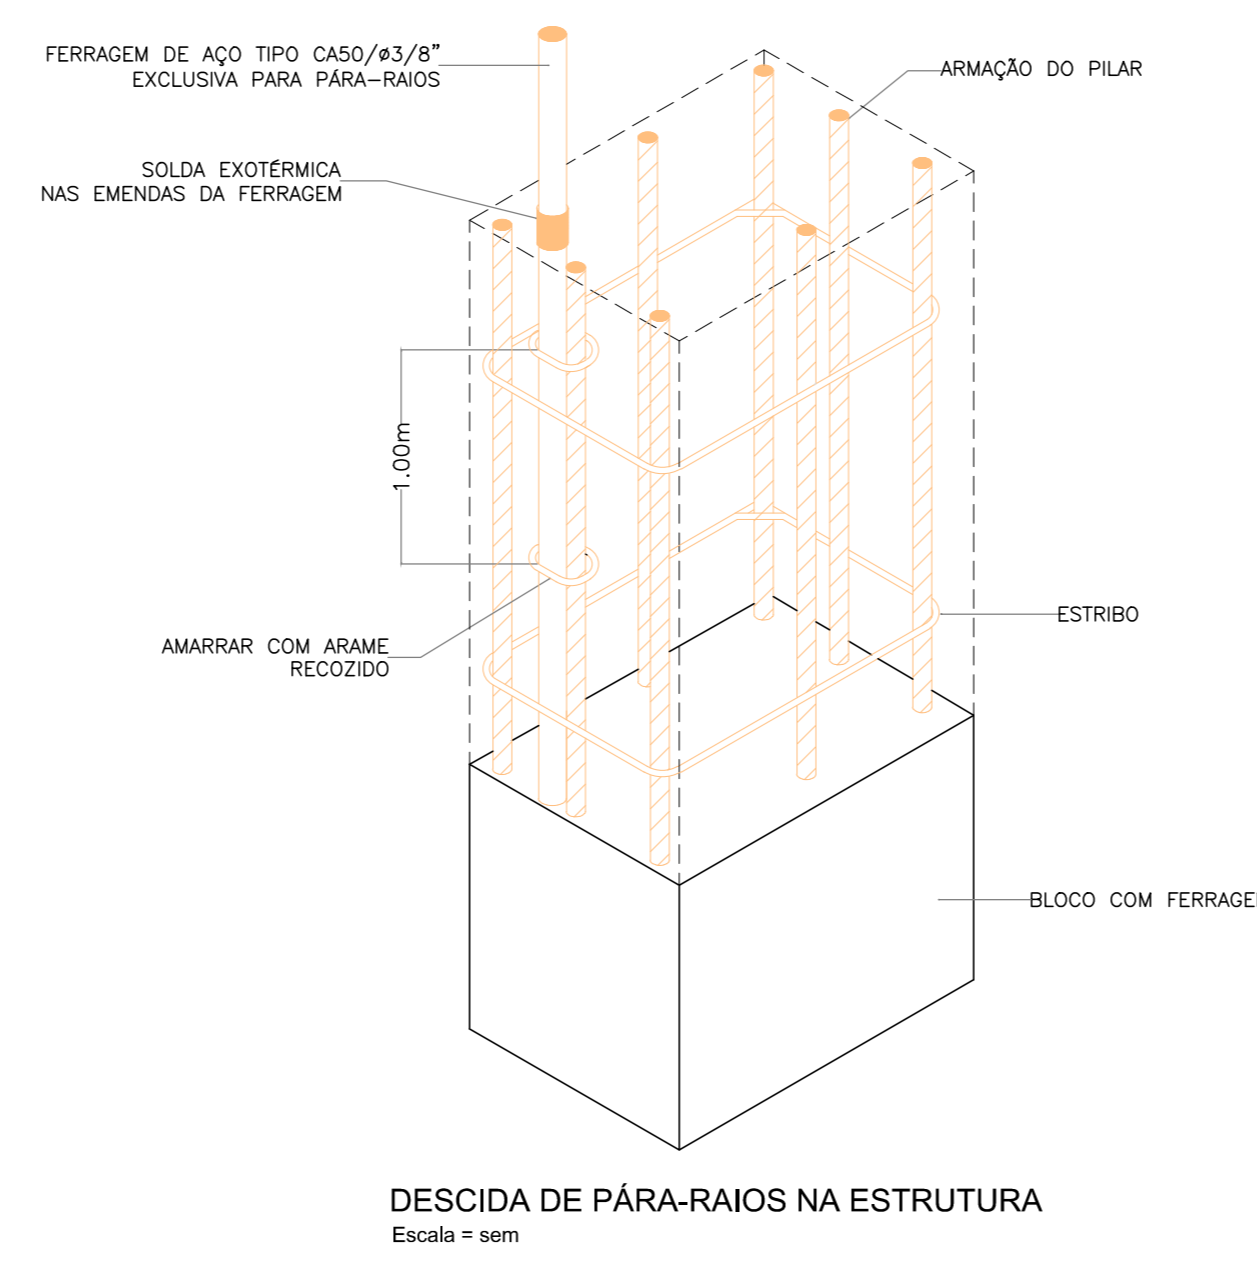 FERRAGEM DE AÇO TIPO CA50/ø3/8”
EXCLUSIVA PARA PÁRA-RAIOS
ARMAÇÃO DO PILAR
SOLDA EXOTÉRMICA
NAS EMENDAS DA FERRAGEM
1.00m
ESTRIBO
AMARRAR COM ARAME
RECOZIDO
BLOCO COM FERRAGE
DESCIDA DE PÁRA-RAIOS NA ESTRUTURA
Escala = sem